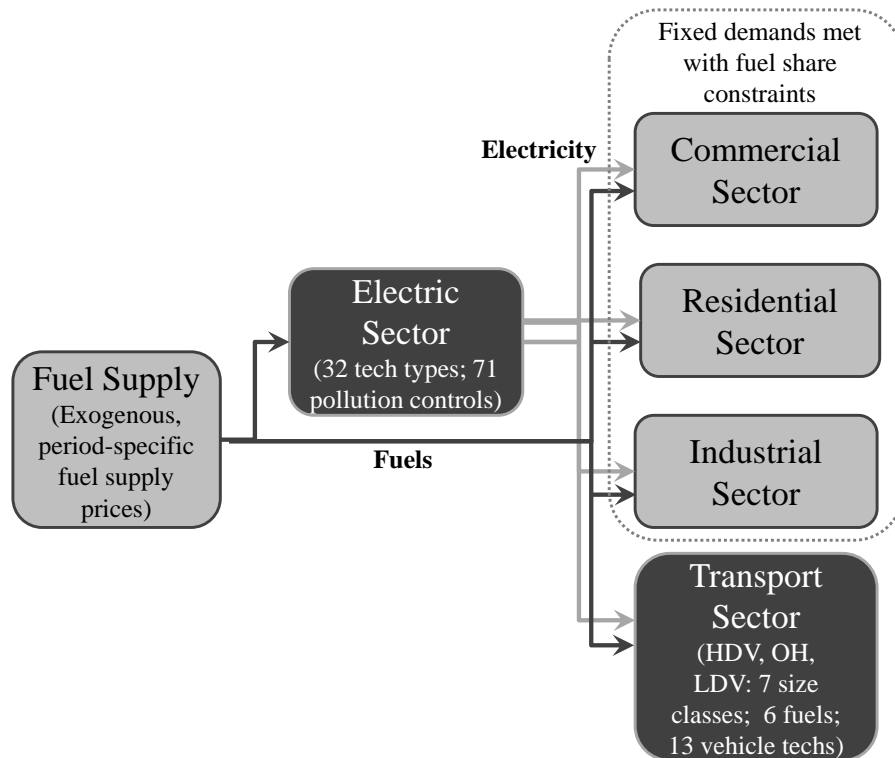 Fixed demands met
with fuel share
constraints
Electricity
Commercial
Sector
Electric
Sector
(32 tech types; 71
pollution controls)
Residential
Sector
Fuel Supply
(Exogenous,
period-specific
fuel supply
prices)
Fuels
Industrial
Sector
Transport
Sector
(HDV, OH,
LDV: 7 size
classes; 6 fuels;
13 vehicle techs)